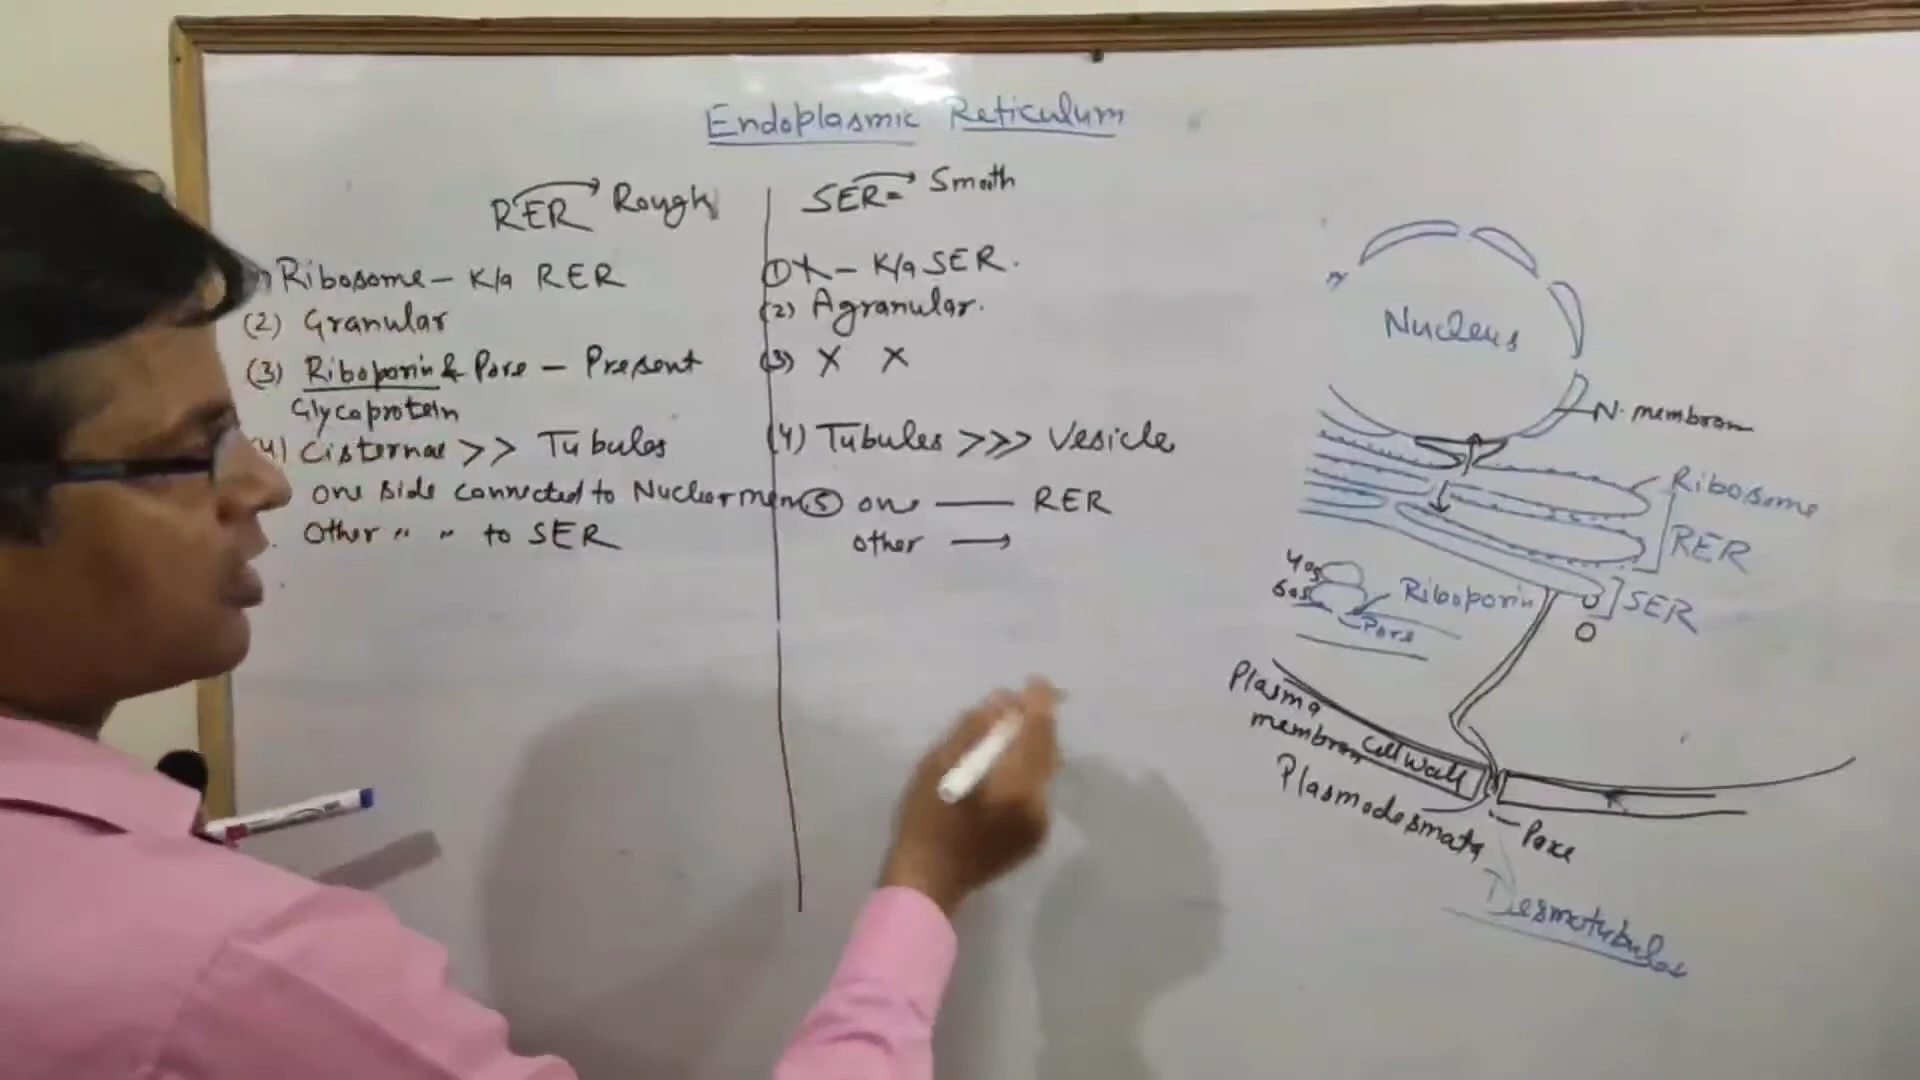 Endoplasmic Reticulum
RER → Rough
Ribosome - K/a RER
(2) Granular
(3) Riboporin & Pore - Present
Glycoprotein
(4) Cisternae >> Tubules
one side connected to Nuclear mem
Other " " to SER
SER = → Smooth
(1) X - K/a SER.
(2) Agranular.
(3) X X
(4) Tubules >>> Vesicle
(5) one —— RER
other →
Nucleus
N. membrane
Ribosome
RER
SER
40s
60s
Riboporin
Pore
Plasma
membrane
Cell wall
Plasmodesmata
Pore
Desmotubules